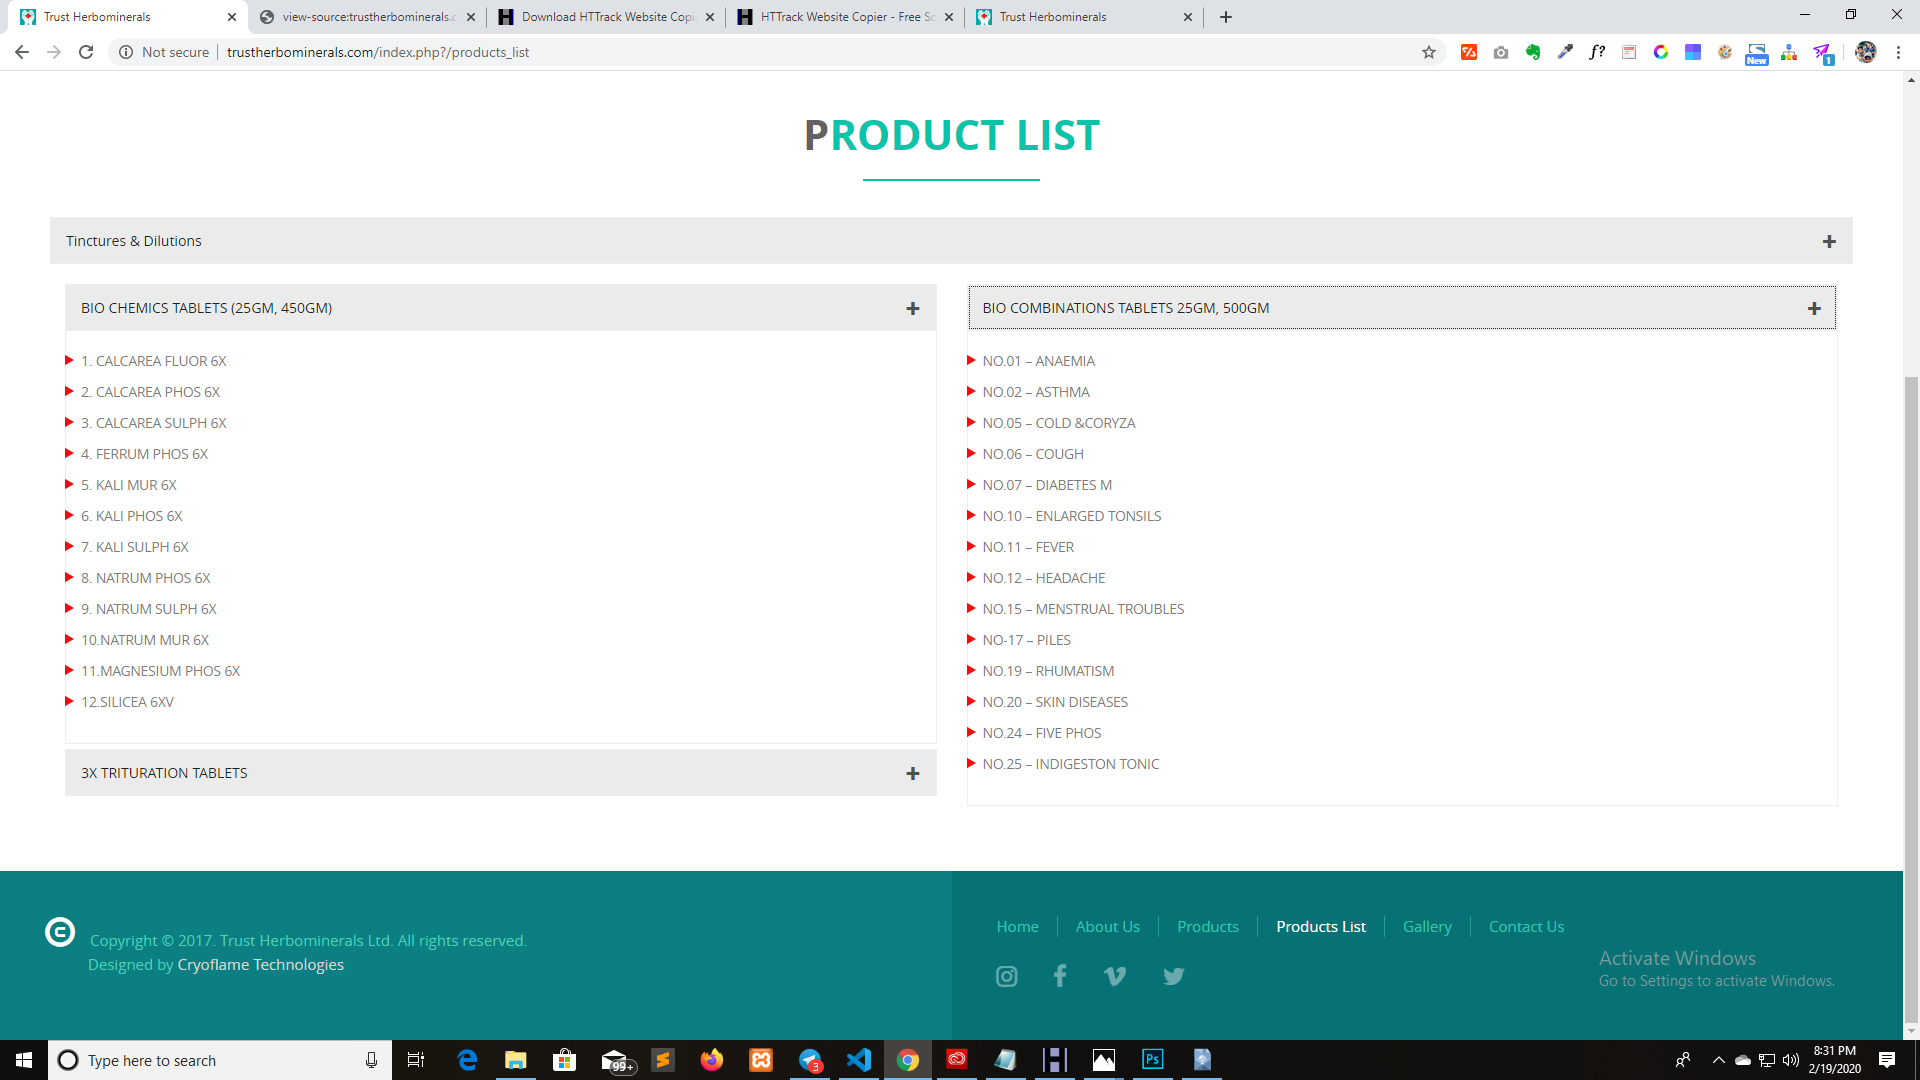 Trust Herbominerals
view-source:trustherbominerals.c
Download HTTrack Website Copi
HTTrack Website Copier - Free So
Trust Herbominerals
Not secure
trustherbominerals.com/index.php?/products_list
f?
New
1
PRODUCT LIST
Tinctures & Dilutions
BIO CHEMICS TABLETS (25GM, 450GM)
1. CALCAREA FLUOR 6X
2. CALCAREA PHOS 6X
3. CALCAREA SULPH 6X
4. FERRUM PHOS 6X
5. KALI MUR 6X
6. KALI PHOS 6X
7. KALI SULPH 6X
8. NATRUM PHOS 6X
9. NATRUM SULPH 6X
10.NATRUM MUR 6X
11.MAGNESIUM PHOS 6X
12.SILICEA 6XV
3X TRITURATION TABLETS
BIO COMBINATIONS TABLETS 25GM, 500GM
NO.01 – ANAEMIA
NO.02 – ASTHMA
NO.05 – COLD &CORYZA
NO.06 – COUGH
NO.07 – DIABETES M
NO.10 – ENLARGED TONSILS
NO.11 – FEVER
NO.12 – HEADACHE
NO.15 – MENSTRUAL TROUBLES
NO-17 – PILES
NO.19 – RHUMATISM
NO.20 – SKIN DISEASES
NO.24 – FIVE PHOS
NO.25 – INDIGESTON TONIC
Copyright © 2017. Trust Herbominerals Ltd. All rights reserved.
Designed by Cryoflame Technologies
Home
About Us
Products
Products List
Gallery
Contact Us
Activate Windows
Go to Settings to activate Windows.
Type here to search
99+
3
Ps
8:31 PM
2/19/2020